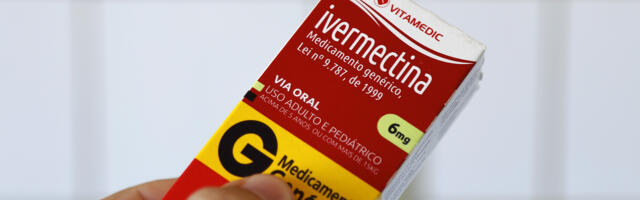 VITAMEDIC
ivermectina
Medicamento genérico,
Lei nº 9.787, de 1999
VIA ORAL
USO ADULTO E PEDIÁTRICO
ACIMA DE 5 ANOS, OU COM MAIS DE 15KG
6mg
G
Medicamento